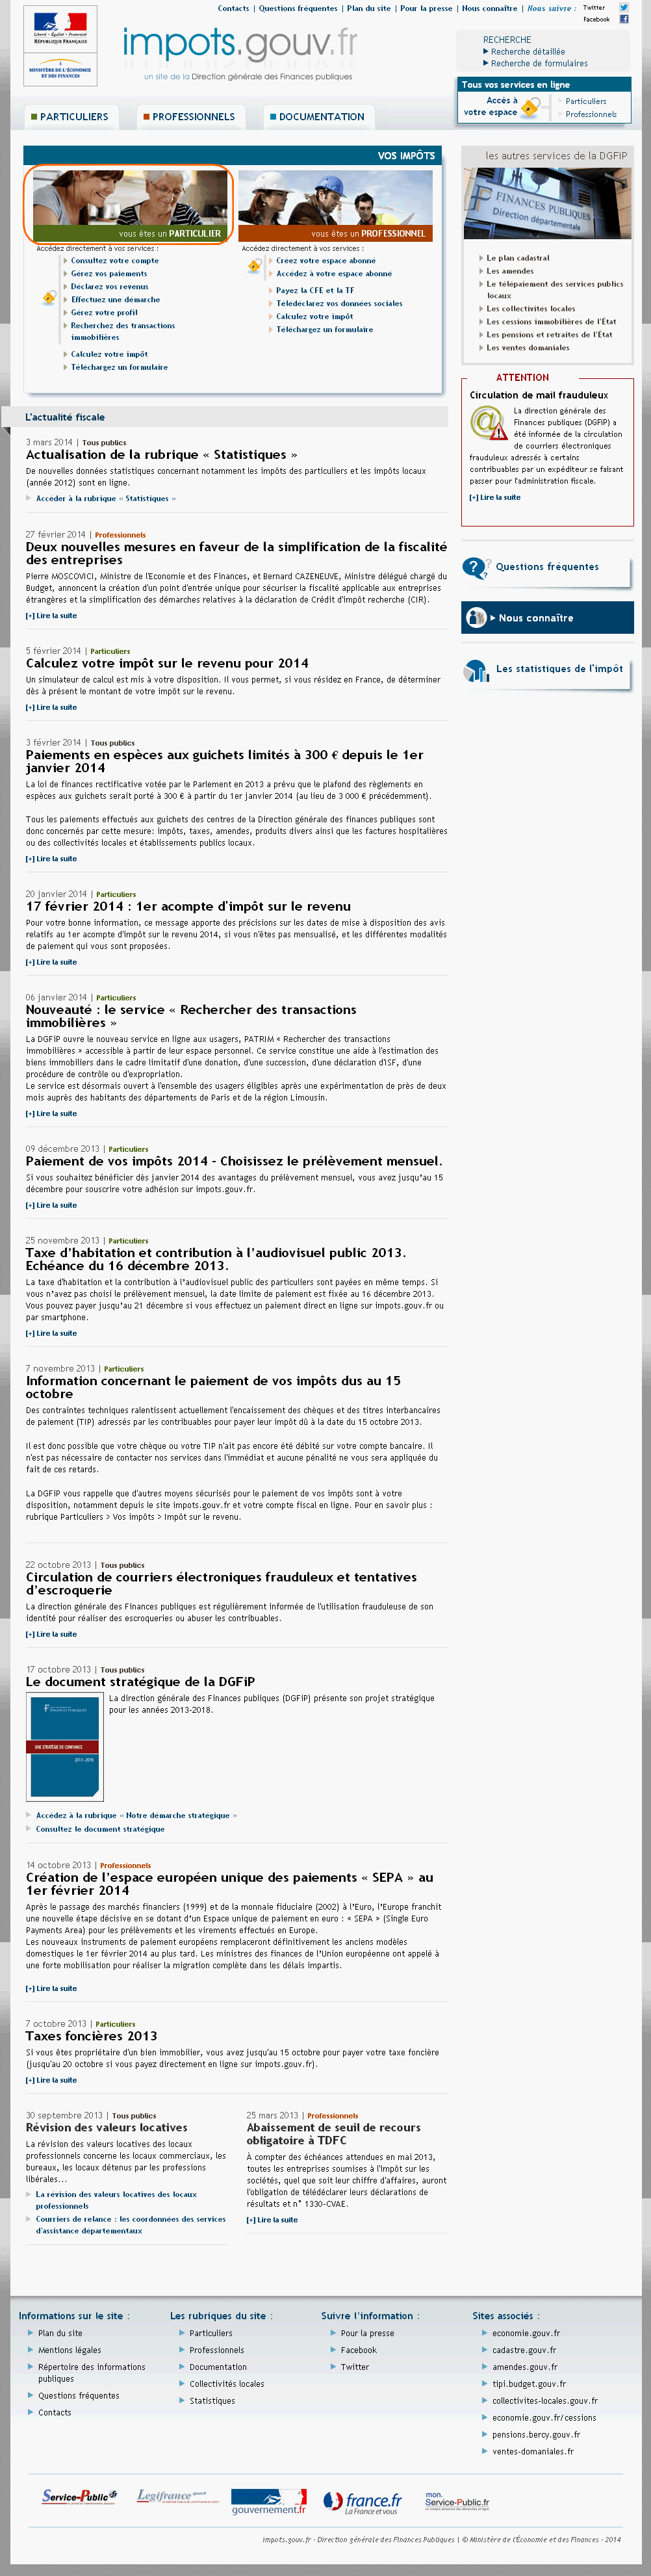 Contacts | Questions fréquentes | Plan du site | Pour la presse | Nous connaître | Nous suivre :
Twitter
Facebook
Liberté • Égalité • Fraternité
RÉPUBLIQUE FRANÇAISE
MINISTÈRE DE L'ÉCONOMIE
ET DES FINANCES
impots.gouv.fr
un site de la Direction générale des Finances publiques
RECHERCHE
Recherche détaillée
Recherche de formulaires
Tous vos services en ligne
Accès à
votre espace
Particuliers
Professionnels
PARTICULIERS
PROFESSIONNELS
DOCUMENTATION
VOS IMPÔTS
vous êtes un PARTICULIER
Accédez directement à vos services :
Consultez votre compte
Gérez vos paiements
Déclarez vos revenus
Effectuez une démarche
Gérez votre profil
Recherchez des transactions
immobilières
Calculez votre impôt
Téléchargez un formulaire
vous êtes un PROFESSIONNEL
Accédez directement à vos services :
Créez votre espace abonné
Accédez à votre espace abonné
Payez la CFE et la TF
Télédéclarez vos données sociales
Calculez votre impôt
Téléchargez un formulaire
les autres services de la DGFiP
FINANCES PUBLIQUES
Direction départementale
Le plan cadastral
Les amendes
Le télépaiement des services publics
locaux
Les collectivités locales
Les cessions immobilières de l'Etat
Les pensions et retraites de l'Etat
Les ventes domaniales
ATTENTION
Circulation de mail frauduleux
La direction générale des
Finances publiques (DGFiP) a
été informée de la circulation
de courriers électroniques
frauduleux adressés à certains
contribuables par un expéditeur se faisant
passer pour l'administration fiscale.
[+] Lire la suite
Questions fréquentes
Nous connaître
Les statistiques de l'impôt
L'actualité fiscale
3 mars 2014 | Tous publics
Actualisation de la rubrique « Statistiques »
De nouvelles données statistiques concernant notamment les impôts des particuliers et les impôts locaux
(année 2012) sont en ligne.
Accéder à la rubrique « Statistiques »
27 février 2014 | Professionnels
Deux nouvelles mesures en faveur de la simplification de la fiscalité
des entreprises
Pierre MOSCOVICI, Ministre de l'Economie et des Finances, et Bernard CAZENEUVE, Ministre délégué chargé du
Budget, annoncent la création d'un point d'entrée unique pour sécuriser la fiscalité applicable aux entreprises
étrangères et la simplification des démarches relatives à la déclaration de Crédit d'impôt recherche (CIR).
[+] Lire la suite
5 février 2014 | Particuliers
Calculez votre impôt sur le revenu pour 2014
Un simulateur de calcul est mis à votre disposition. Il vous permet, si vous résidez en France, de déterminer
dès à présent le montant de votre impôt sur le revenu.
[+] Lire la suite
3 février 2014 | Tous publics
Paiements en espèces aux guichets limités à 300 € depuis le 1er
janvier 2014
La loi de finances rectificative votée par le Parlement en 2013 a prévu que le plafond des règlements en
espèces aux guichets serait porté à 300 € à partir du 1er janvier 2014 (au lieu de 3 000 € précédemment).
Tous les paiements effectués aux guichets des centres de la Direction générale des finances publiques sont
donc concernés par cette mesure: impôts, taxes, amendes, produits divers ainsi que les factures hospitalières
ou des collectivités locales et établissements publics locaux.
[+] Lire la suite
20 janvier 2014 | Particuliers
17 février 2014 : 1er acompte d'impôt sur le revenu
Pour votre bonne information, ce message apporte des précisions sur les dates de mise à disposition des avis
relatifs au 1er acompte d'impôt sur le revenu 2014, si vous n'êtes pas mensualisé, et les différentes modalités
de paiement qui vous sont proposées.
[+] Lire la suite
06 janvier 2014 | Particuliers
Nouveauté : le service « Rechercher des transactions
immobilières »
La DGFiP ouvre le nouveau service en ligne aux usagers, PATRIM « Rechercher des transactions
immobilières » accessible à partir de leur espace personnel. Ce service constitue une aide à l'estimation des
biens immobiliers dans le cadre limitatif d'une donation, d'une succession, d'une déclaration d'ISF, d'une
procédure de contrôle ou d'expropriation.
Le service est désormais ouvert à l'ensemble des usagers éligibles après une expérimentation de près de deux
mois auprès des habitants des départements de Paris et de la région Limousin.
[+] Lire la suite
09 décembre 2013 | Particuliers
Paiement de vos impôts 2014 - Choisissez le prélèvement mensuel.
Si vous souhaitez bénéficier dès janvier 2014 des avantages du prélèvement mensuel, vous avez jusqu'au 15
décembre pour souscrire votre adhésion sur impots.gouv.fr.
[+] Lire la suite
25 novembre 2013 | Particuliers
Taxe d'habitation et contribution à l'audiovisuel public 2013.
Echéance du 16 décembre 2013.
La taxe d'habitation et la contribution à l'audiovisuel public des particuliers sont payées en même temps. Si
vous n'avez pas choisi le prélèvement mensuel, la date limite de paiement est fixée au 16 décembre 2013.
Vous pouvez payer jusqu'au 21 décembre si vous effectuez un paiement direct en ligne sur impots.gouv.fr ou
par smartphone.
[+] Lire la suite
7 novembre 2013 | Particuliers
Information concernant le paiement de vos impôts dus au 15
octobre
Des contraintes techniques ralentissent actuellement l'encaissement des chèques et des titres interbancaires
de paiement (TIP) adressés par les contribuables pour payer leur impôt dû à la date du 15 octobre 2013.
Il est donc possible que votre chèque ou votre TIP n'ait pas encore été débité sur votre compte bancaire. Il
n'est pas nécessaire de contacter nos services dans l'immédiat et aucune pénalité ne vous sera appliquée du
fait de ces retards.
La DGFiP vous rappelle que d'autres moyens sécurisés pour le paiement de vos impôts sont à votre
disposition, notamment depuis le site impots.gouv.fr et votre compte fiscal en ligne. Pour en savoir plus :
rubrique Particuliers > Vos impôts > Impôt sur le revenu.
22 octobre 2013 | Tous publics
Circulation de courriers électroniques frauduleux et tentatives
d'escroquerie
La direction générale des Finances publiques est régulièrement informée de l'utilisation frauduleuse de son
identité pour réaliser des escroqueries ou abuser les contribuables.
[+] Lire la suite
17 octobre 2013 | Tous publics
Le document stratégique de la DGFiP
La direction générale des Finances publiques (DGFiP) présente son projet stratégique
pour les années 2013-2018.
FINANCES PUBLIQUES
UNE STRATÉGIE DE CONFIANCE
2013 • 2018
Accédez à la rubrique « Notre démarche stratégique »
Consultez le document stratégique
14 octobre 2013 | Professionnels
Création de l'espace européen unique des paiements « SEPA » au
1er février 2014
Après le passage des marchés financiers (1999) et de la monnaie fiduciaire (2002) à l'Euro, l'Europe franchit
une nouvelle étape décisive en se dotant d'un Espace unique de paiement en euro : « SEPA » (Single Euro
Payments Area) pour les prélèvements et les virements effectués en Europe.
Les nouveaux instruments de paiement européens remplaceront définitivement les anciens modèles
domestiques le 1er février 2014 au plus tard. Les ministres des finances de l'Union européenne ont appelé à
une forte mobilisation pour réaliser la migration complète dans les délais impartis.
[+] Lire la suite
7 octobre 2013 | Particuliers
Taxes foncières 2013
Si vous êtes propriétaire d'un bien immobilier, vous avez jusqu'au 15 octobre pour payer votre taxe foncière
(jusqu'au 20 octobre si vous payez directement en ligne sur impots.gouv.fr).
[+] Lire la suite
30 septembre 2013 | Tous publics
Révision des valeurs locatives
La révision des valeurs locatives des locaux
professionnels concerne les locaux commerciaux, les
bureaux, les locaux détenus par les professions
libérales...
La révision des valeurs locatives des locaux
professionnels
Courriers de relance : les coordonnées des services
d'assistance départementaux
25 mars 2013 | Professionnels
Abaissement de seuil de recours
obligatoire à TDFC
À compter des échéances attendues en mai 2013,
toutes les entreprises soumises à l'impôt sur les
sociétés, quel que soit leur chiffre d'affaires, auront
l'obligation de télédéclarer leurs déclarations de
résultats et n° 1330-CVAE.
[+] Lire la suite
Informations sur le site :
Plan du site
Mentions légales
Répertoire des informations
publiques
Questions fréquentes
Contacts
Les rubriques du site :
Particuliers
Professionnels
Documentation
Collectivités locales
Statistiques
Suivre l'information :
Pour la presse
Facebook
Twitter
Sites associés :
economie.gouv.fr
cadastre.gouv.fr
amendes.gouv.fr
tipi.budget.gouv.fr
collectivites-locales.gouv.fr
economie.gouv.fr/cessions
pensions.bercy.gouv.fr
ventes-domaniales.fr
Service-Public.fr
Legifrance.gouv.fr
gouvernement.fr
france.fr
La France et vous
mon.
Service-Public.fr
impots.gouv.fr - Direction générale des Finances Publiques | © Ministère de l'Économie et des Finances - 2014